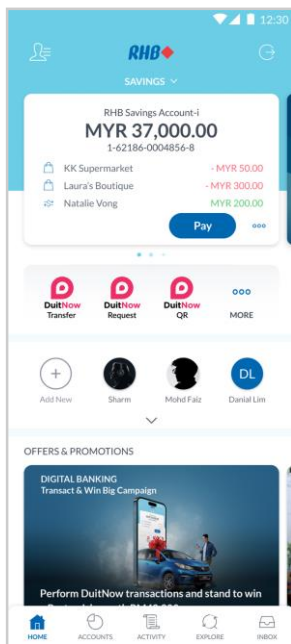 12:30
RHB
SAVINGS
RHB Savings Account-i
MYR 37,000.00
1-62186-0004856-8
KK Supermarket - MYR 50.00
Laura's Boutique - MYR 300.00
Natalie Vong MYR 200.00
Pay
DuitNow DuitNow DuitNow
Transfer Request QR MORE
DL
Add New Sharm Mohd Faiz Danial Lim
OFFERS & PROMOTIONS
DIGITAL BANKING
Transact & Win Big Campaign
Perform DuitNow transactions and stand to win
HOME ACCOUNTS ACTIVITY EXPLORE INBOX